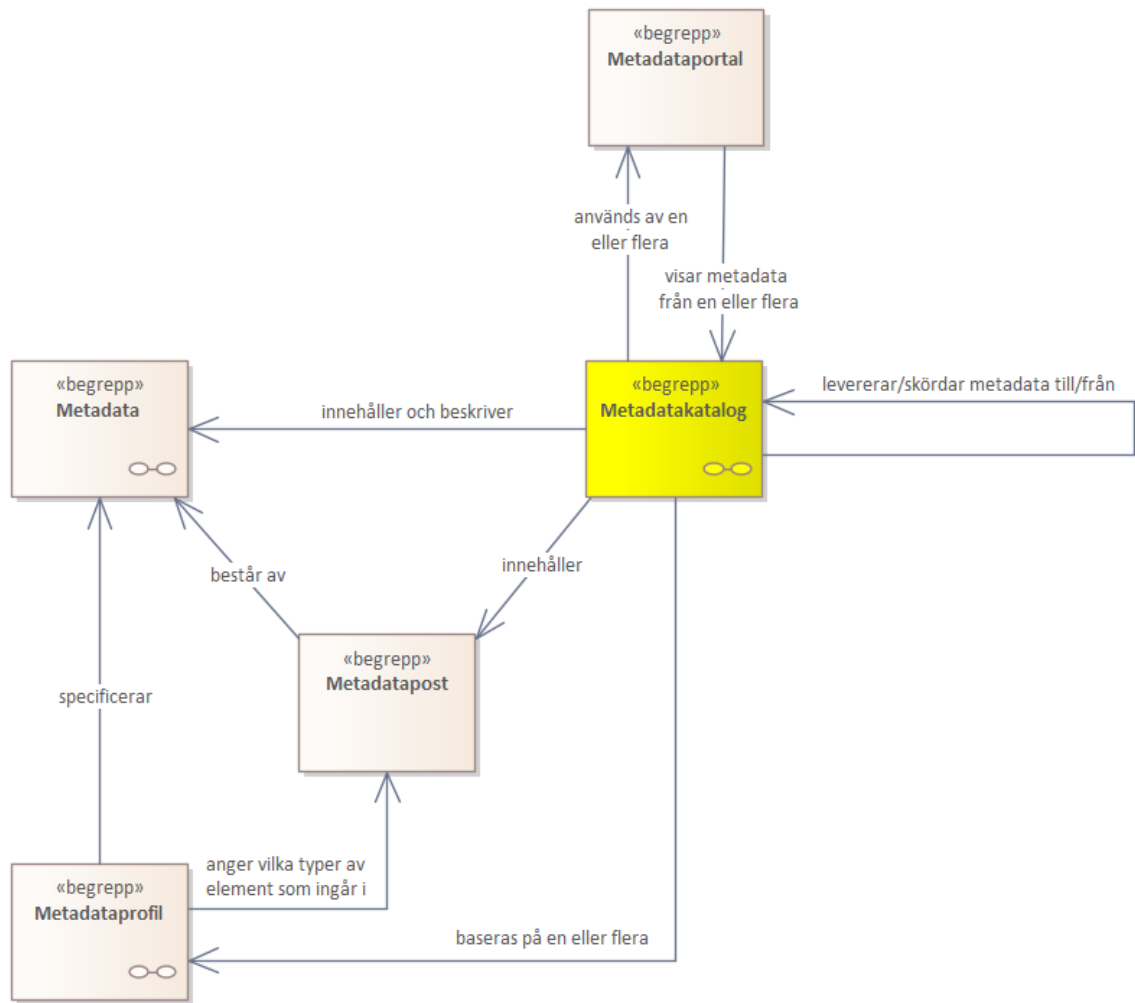 «begrepp»
Metadataportal
används av en
eller flera
visar metadata
från en eller flera
«begrepp»
Metadata
innehåller och beskriver
«begrepp»
Metadatakatalog
levererar/skördar metadata till/från
består av
innehåller
specificerar
«begrepp»
Metadatapost
anger vilka typer av
element som ingår i
«begrepp»
Metadataprofil
baseras på en eller flera